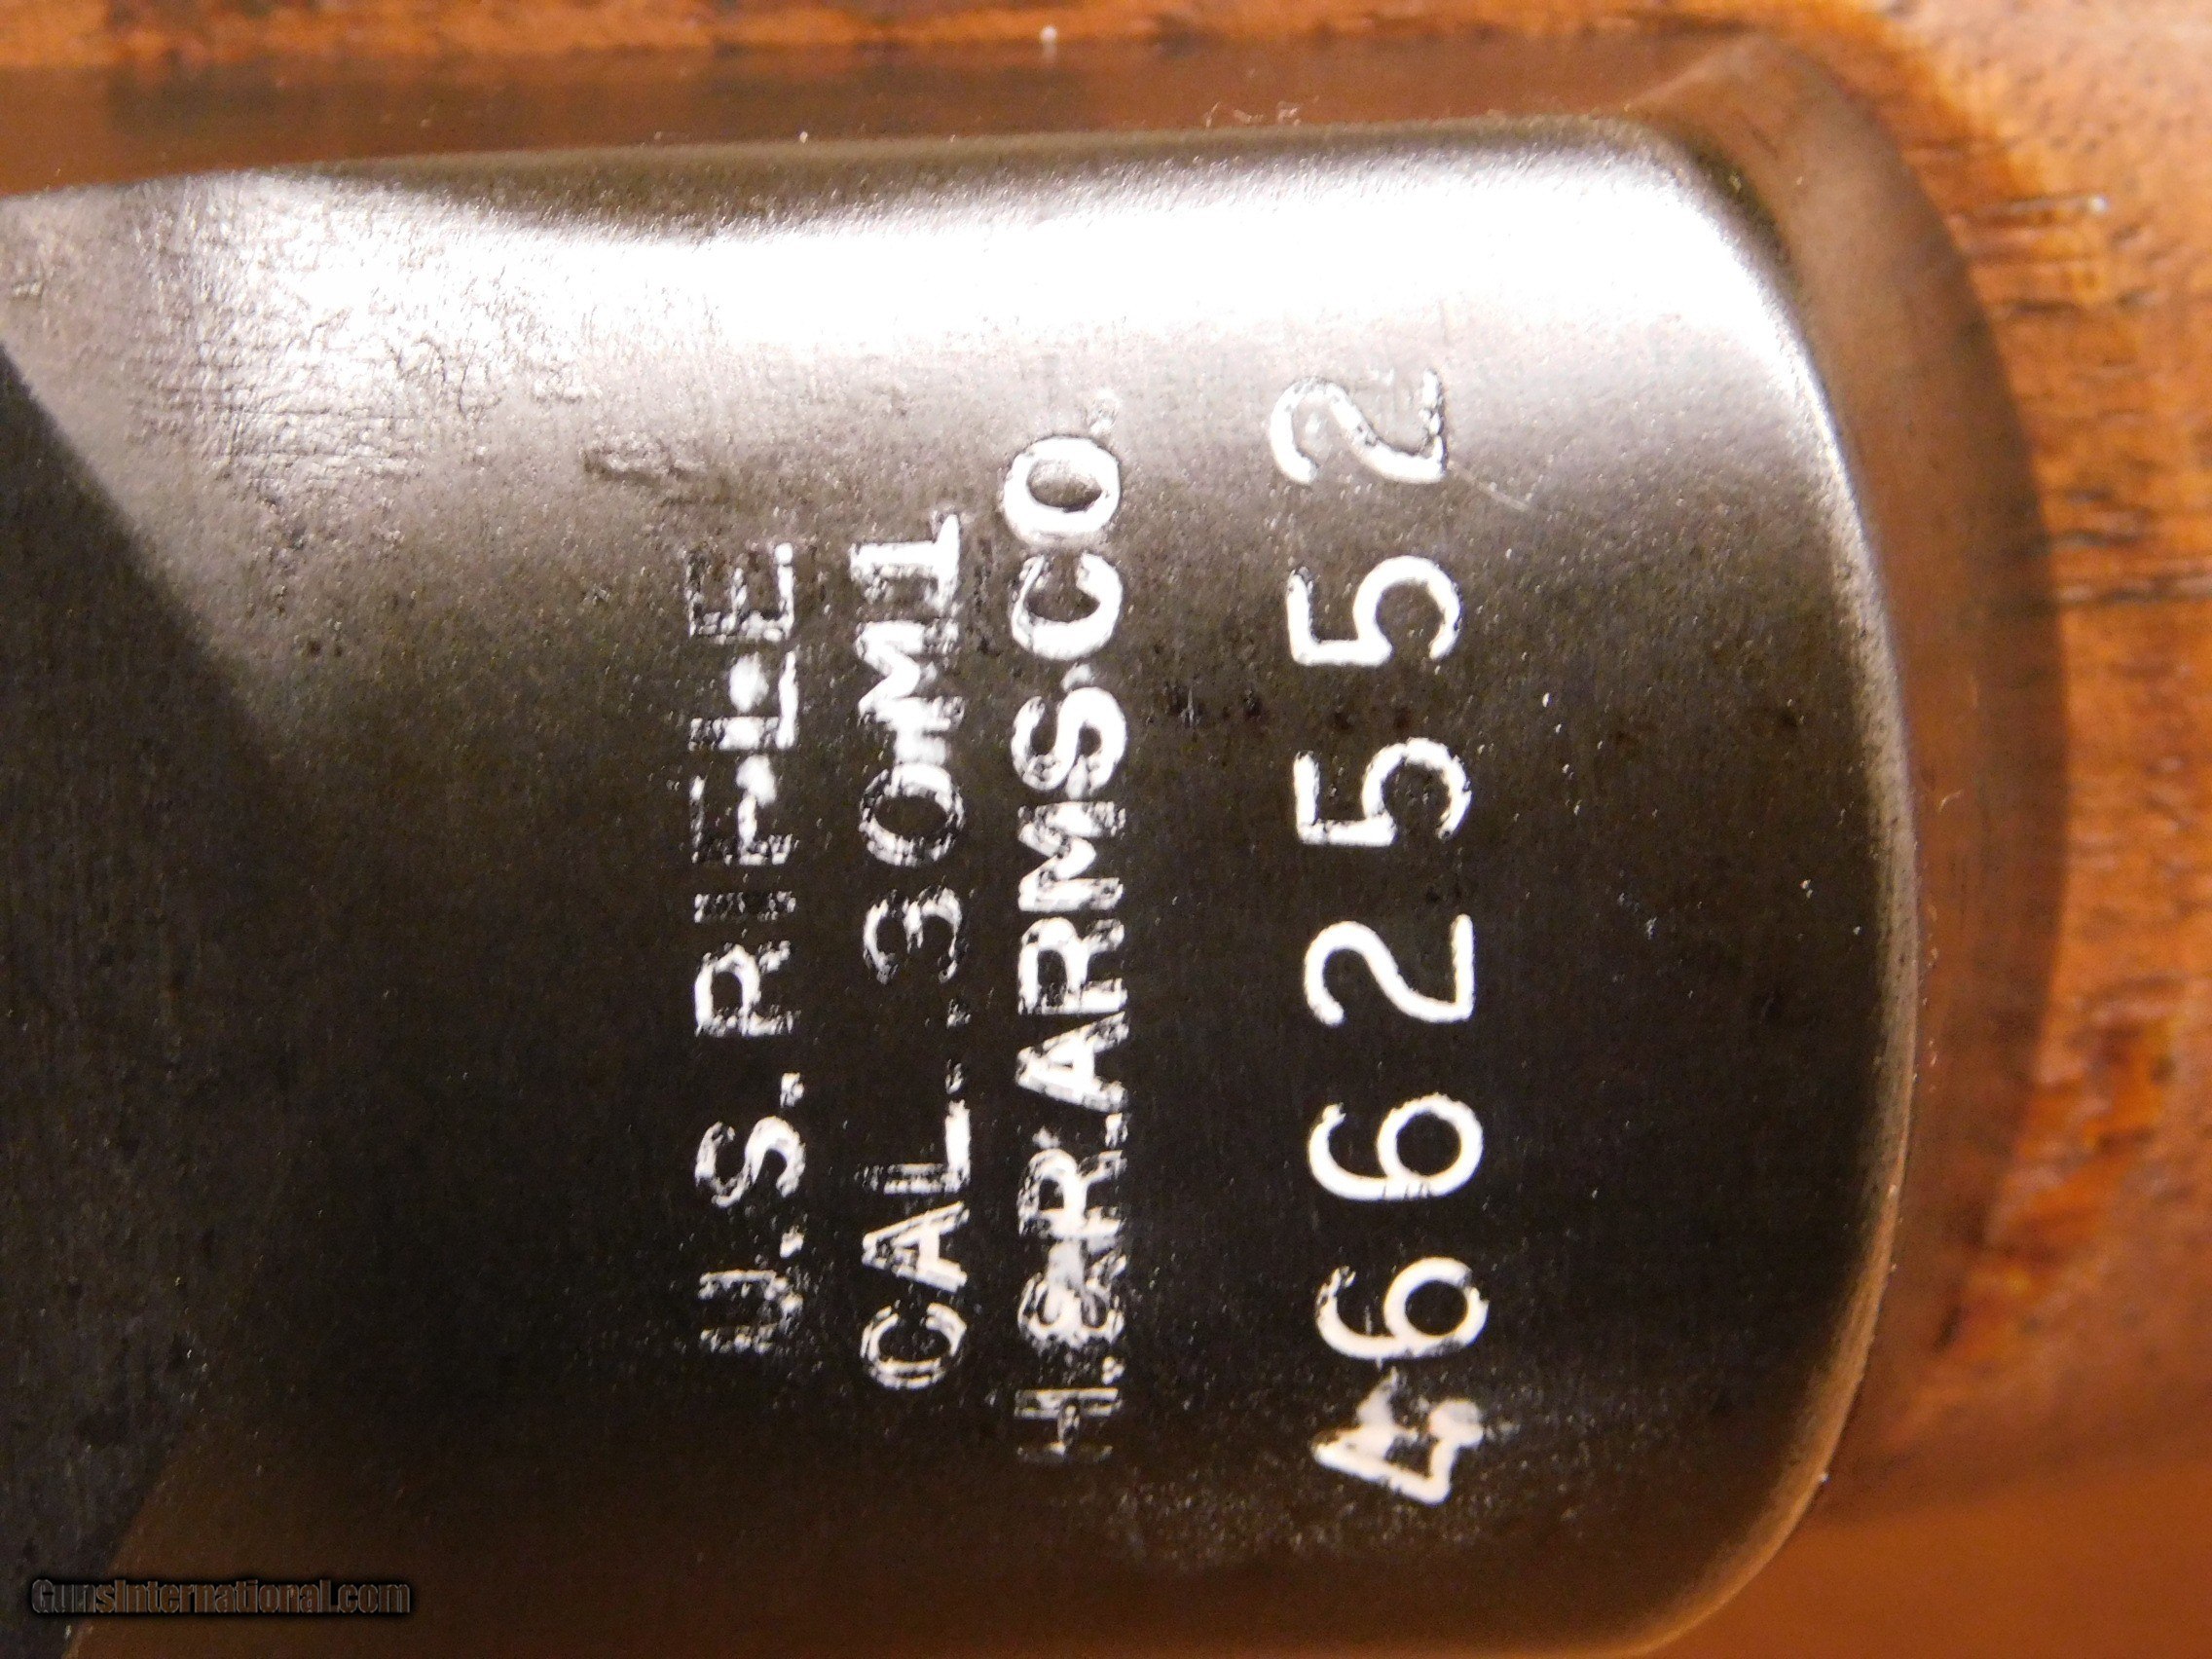 U.S. RIFLE
CAL. .30 M1
H.&R. ARMS CO.
4662552
GunsInternational.com